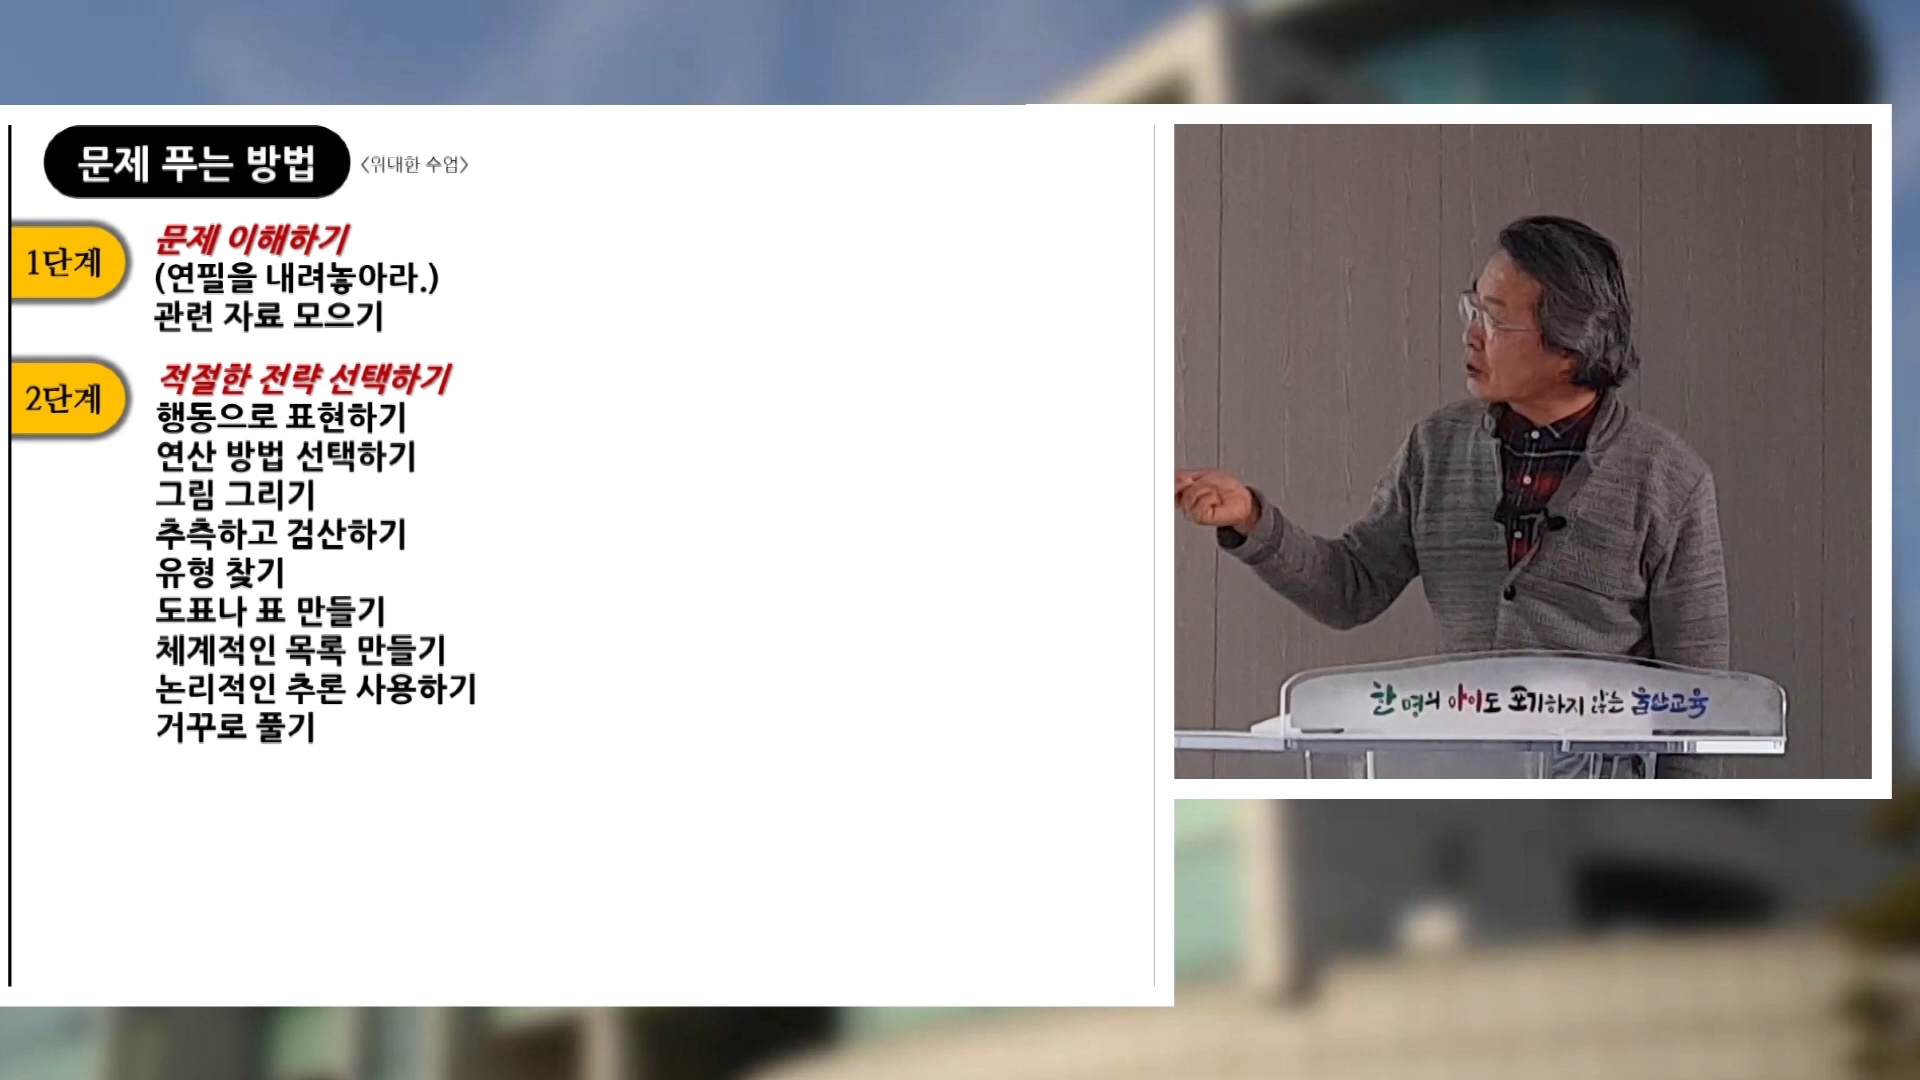 문제 푸는 방법 〈위대한 수업〉
1단계
문제 이해하기
(연필을 내려놓아라.)
관련 자료 모으기
2단계
적절한 전략 선택하기
행동으로 표현하기
연산 방법 선택하기
그림 그리기
추측하고 검산하기
유형 찾기
도표나 표 만들기
체계적인 목록 만들기
논리적인 추론 사용하기
거꾸로 풀기
한 명의 아이도 포기하지 않는 울산교육